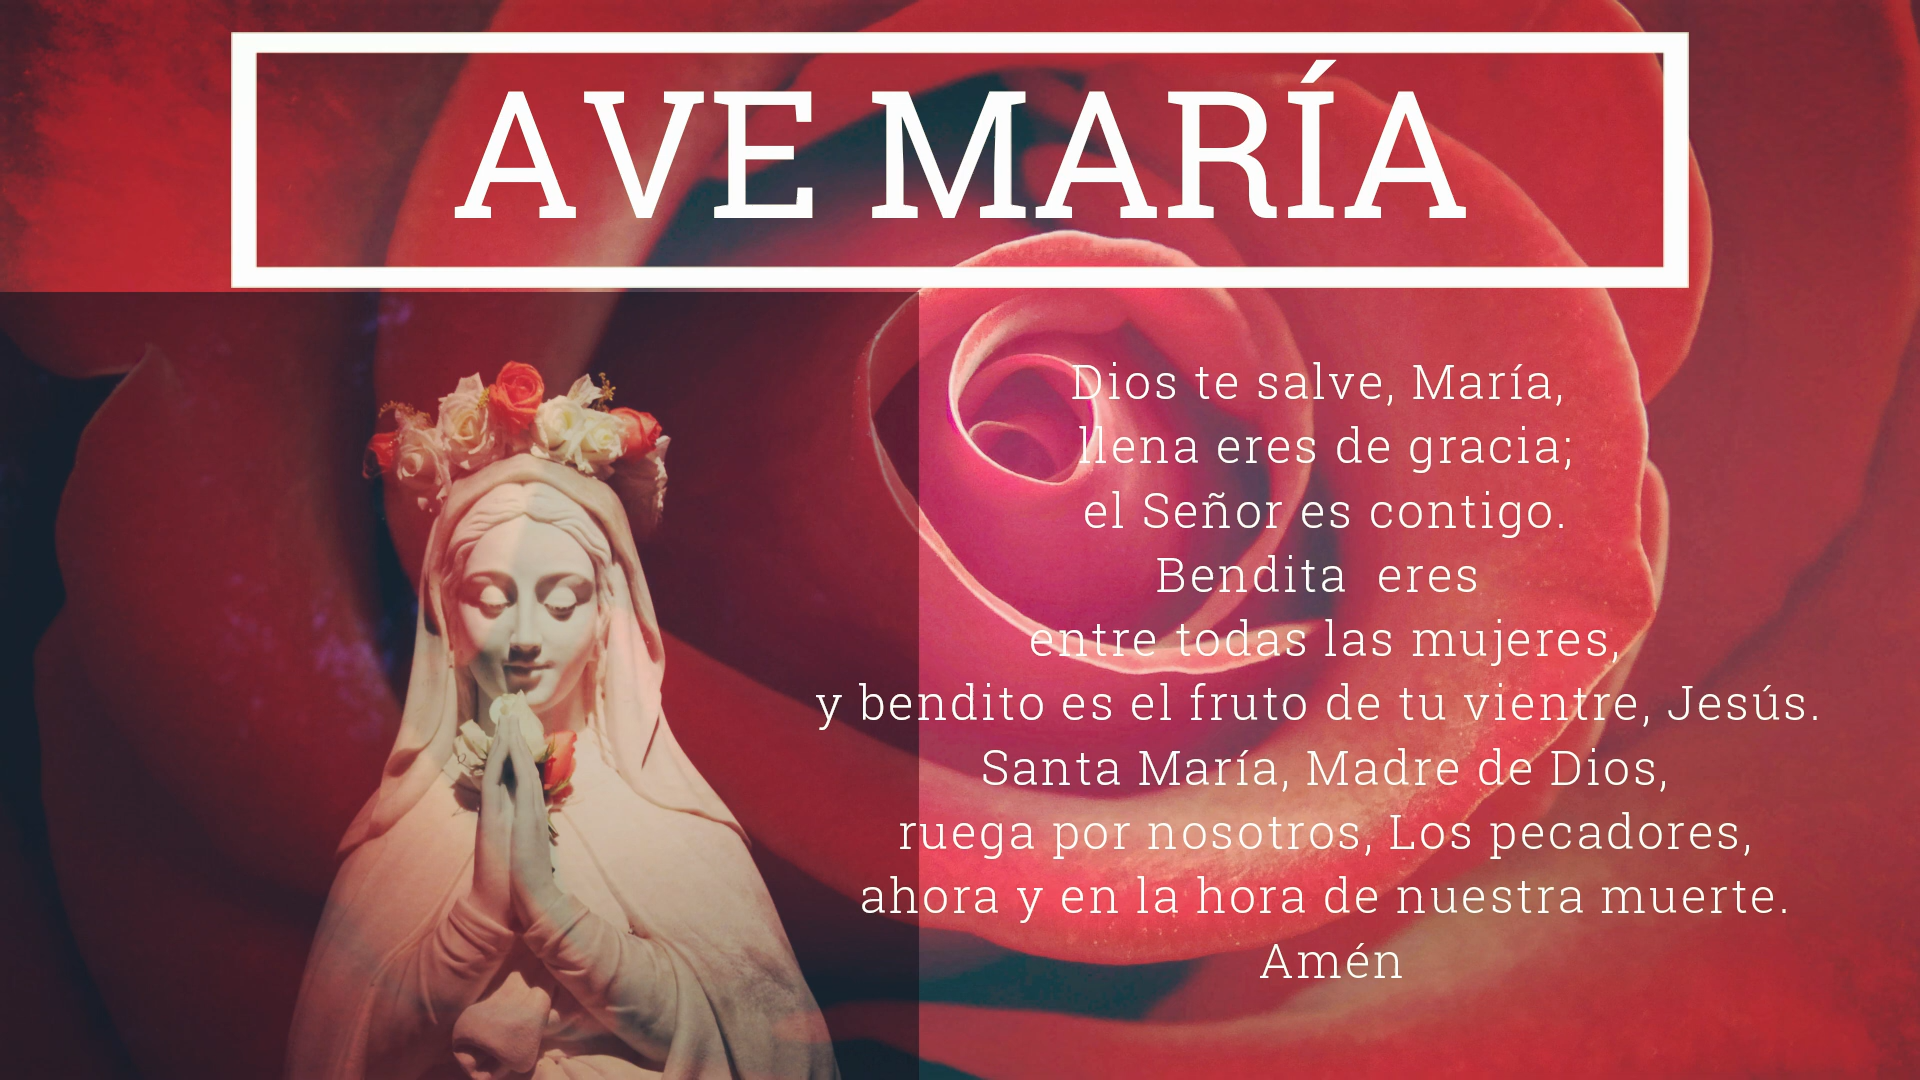 AVE MARÍA
Dios te salve, María,
llena eres de gracia;
el Señor es contigo.
Bendita  eres
entre todas las mujeres,
y bendito es el fruto de tu vientre, Jesús.
Santa María, Madre de Dios,
ruega por nosotros, Los pecadores,
ahora y en la hora de nuestra muerte.
Amén